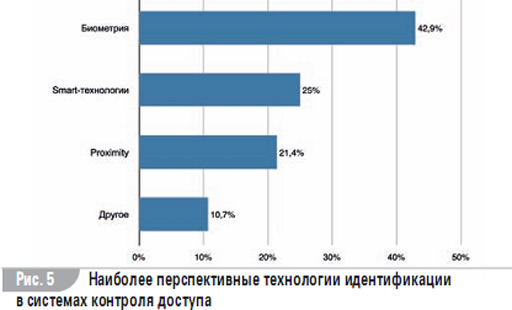 Биометрия 42,9%
Smart-технологии 25%
Proximity 21,4%
Другое 10,7%
0% 10% 20% 30% 40% 50%
Рис. 5 Наиболее перспективные технологии идентификации
в системах контроля доступа